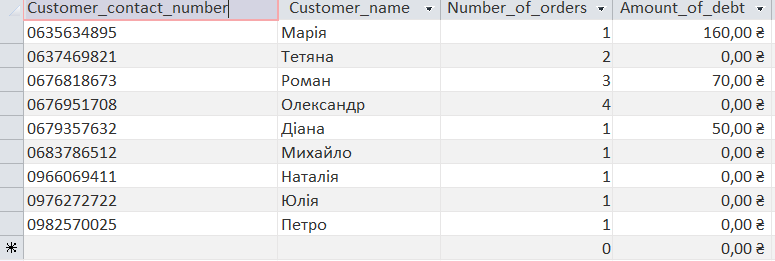 Customer_contact_number Customer_name Number_of_orders Amount_of_debt
0635634895 Марія 1 160,00 ₴
0637469821 Тетяна 2 0,00 ₴
0676818673 Роман 3 70,00 ₴
0676951708 Олександр 4 0,00 ₴
0679357632 Діана 1 50,00 ₴
0683786512 Михайло 1 0,00 ₴
0966069411 Наталія 1 0,00 ₴
0976272722 Юлія 1 0,00 ₴
0982570025 Петро 1 0,00 ₴
0 0,00 ₴